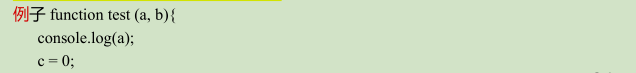 例子 function test (a, b){
console.log(a);
c = 0;